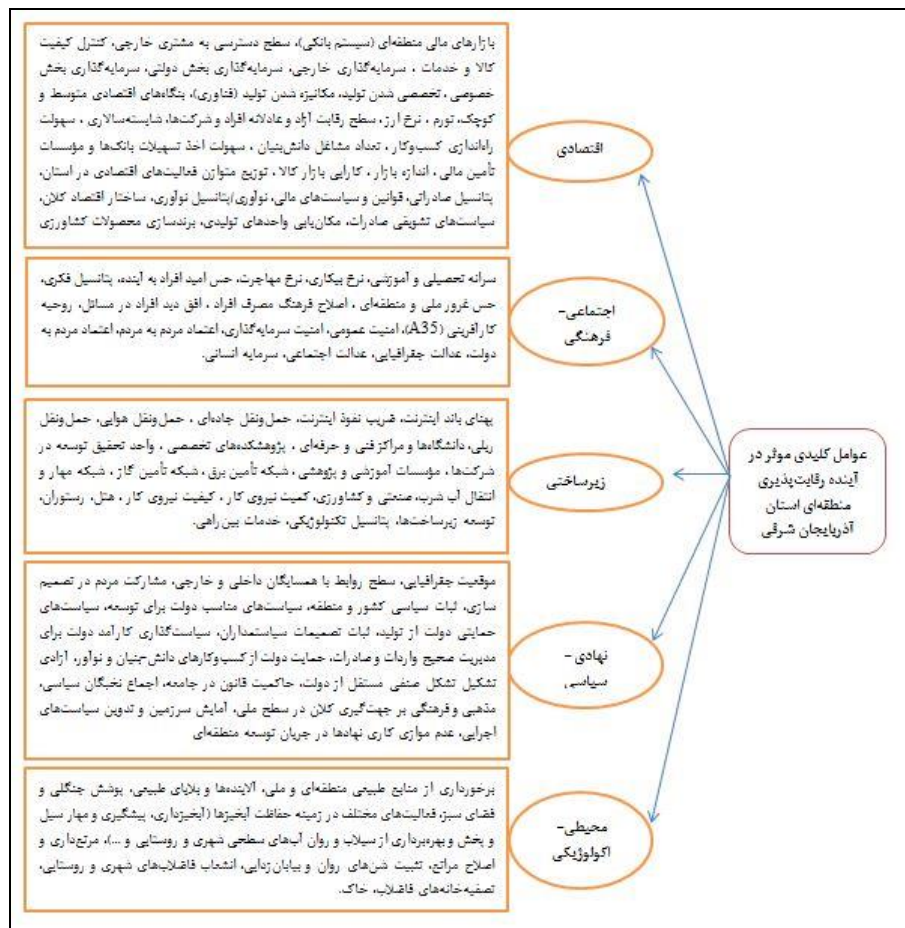 عوامل کلیدی موثر در
آینده رقابت‌پذیری
منطقه‌ای استان
آذربایجان شرقی
اقتصادی
بازارهای مالی منطقه‌ای (سیستم بانکی)، سطح دسترسی به مشتری خارجی، کنترل کیفیت
کالا و خدمات ، سرمایه‌گذاری خارجی، سرمایه‌گذاری بخش دولتی، سرمایه‌گذاری بخش
خصوصی ، تخصصی شدن تولید، مکانیزه شدن تولید (فناوری)، بنگاه‌های اقتصادی متوسط و
کوچک، تورم ، نرخ ارز ، سطح رقابت آزاد و عادلانه افراد و شرکت‌ها، شایسته‌سالاری ، سهولت
راه‌اندازی کسب‌وکار ، تعداد مشاغل دانش‌بنیان ، سهولت اخذ تسهیلات بانک‌ها و مؤسسات
تأمین مالی ، اندازه بازار ، کارایی بازار کالا، توزیع متوازن فعالیت‌های اقتصادی در استان،
پتانسیل صادراتی، قوانین و سیاست‌های مالی، نوآوری)پتانسیل نوآوری، ساختار اقتصاد کلان،
سیاست‌های تشویقی صادرات، مکان‌یابی واحدهای تولیدی، برندسازی محصولات کشاورزی
اجتماعی-
فرهنگی
سرانه تحصیلی و آموزشی، نرخ بیکاری، نرخ مهاجرت، حس امید افراد به آینده، پتانسیل فکری،
حس غرور ملی و منطقه‌ای ، اصلاح فرهنگ مصرف افراد ، افق دید افراد در مسائل، روحیه
کارآفرینی (A35)، امنیت عمومی، امنیت سرمایه‌گذاری، اعتماد مردم به مردم، اعتماد مردم به
دولت، عدالت جغرافیایی، عدالت اجتماعی، سرمایه انسانی.
زیرساختی
پهنای باند اینترنت، ضریب نفوذ اینترنت، حمل‌ونقل جاده‌ای ، حمل‌ونقل هوایی، حمل‌ونقل
ریلی، دانشگاه‌ها و مراکز فنی و حرفه‌ای ، پژوهشکده‌های تخصصی ، واحد تحقیق توسعه در
شرکت‌ها ، مؤسسات آموزشی و پژوهشی ، شبکه تأمین برق، شبکه تأمین گاز ، شبکه مهار و
انتقال آب شرب، صنعتی و کشاورزی، کمیت نیروی کار ، کیفیت نیروی کار ، هتل، رستوران،
توسعه زیرساخت‌ها، پتانسیل تکنولوژیکی، خدمات بین‌راهی.
نهادی-
سیاسی
موقعیت جغرافیایی، سطح روابط با همسایگان داخلی و خارجی، مشارکت مردم در تصمیم
سازی، ثبات سیاسی کشور و منطقه، سیاست‌های مناسب دولت برای توسعه، سیاست‌های
حمایتی دولت از تولید، ثبات تصمیمات سیاستمداران، سیاست‌گذاری کارآمد دولت برای
مدیریت صحیح واردات و صادرات، حمایت دولت از کسب‌وکارهای دانش-بنیان و نوآور، آزادی
تشکیل تشکل صنفی مستقل از دولت، حاکمیت قانون در جامعه، اجماع نخبگان سیاسی،
مذهبی و فرهنگی بر جهت‌گیری کلان در سطح ملی، آمایش سرزمین و تدوین سیاست‌های
اجرایی، عدم موازی کاری نهادها در جریان توسعه منطقه‌ای
محیطی-
اکولوژیکی
برخورداری از منابع طبیعی منطقه‌ای و ملی، آلاینده‌ها و بلایای طبیعی، پوشش جنگلی و
فضای سبز، فعالیت‌های مختلف در زمینه حفاظت آبخیزها (آبخیزداری، پیشگیری و مهار سیل
و پخش و بهره‌برداری از سیلاب و روان آب‌های سطحی شهری و روستایی و ...)، مرتع‌داری و
اصلاح مراتع، تثبیت شن‌های روان و بیابان‌زدایی، انشعاب فاضلاب‌های شهری و روستایی،
تصفیه‌خانه‌های فاضلاب، خاک.